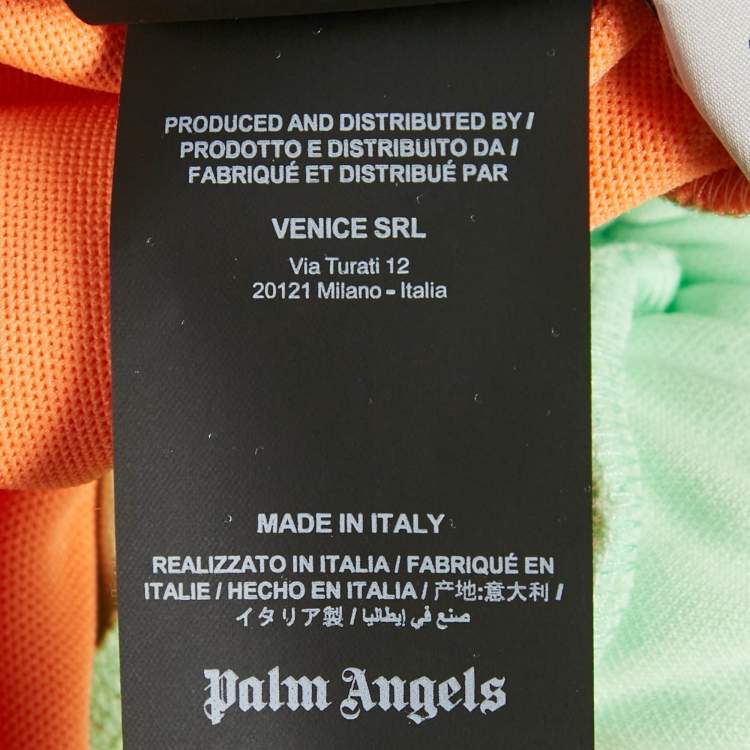 PRODUCED AND DISTRIBUTED BY /
PRODOTTO E DISTRIBUITO DA /
FABRIQUÉ ET DISTRIBUÉ PAR
VENICE SRL
Via Turati 12
20121 Milano - Italia
MADE IN ITALY
REALIZZATO IN ITALIA / FABRIQUÉ EN
ITALIE / HECHO EN ITALIA / 产地:意大利 /
イタリア製 / صنع في إيطاليا
Palm Angels